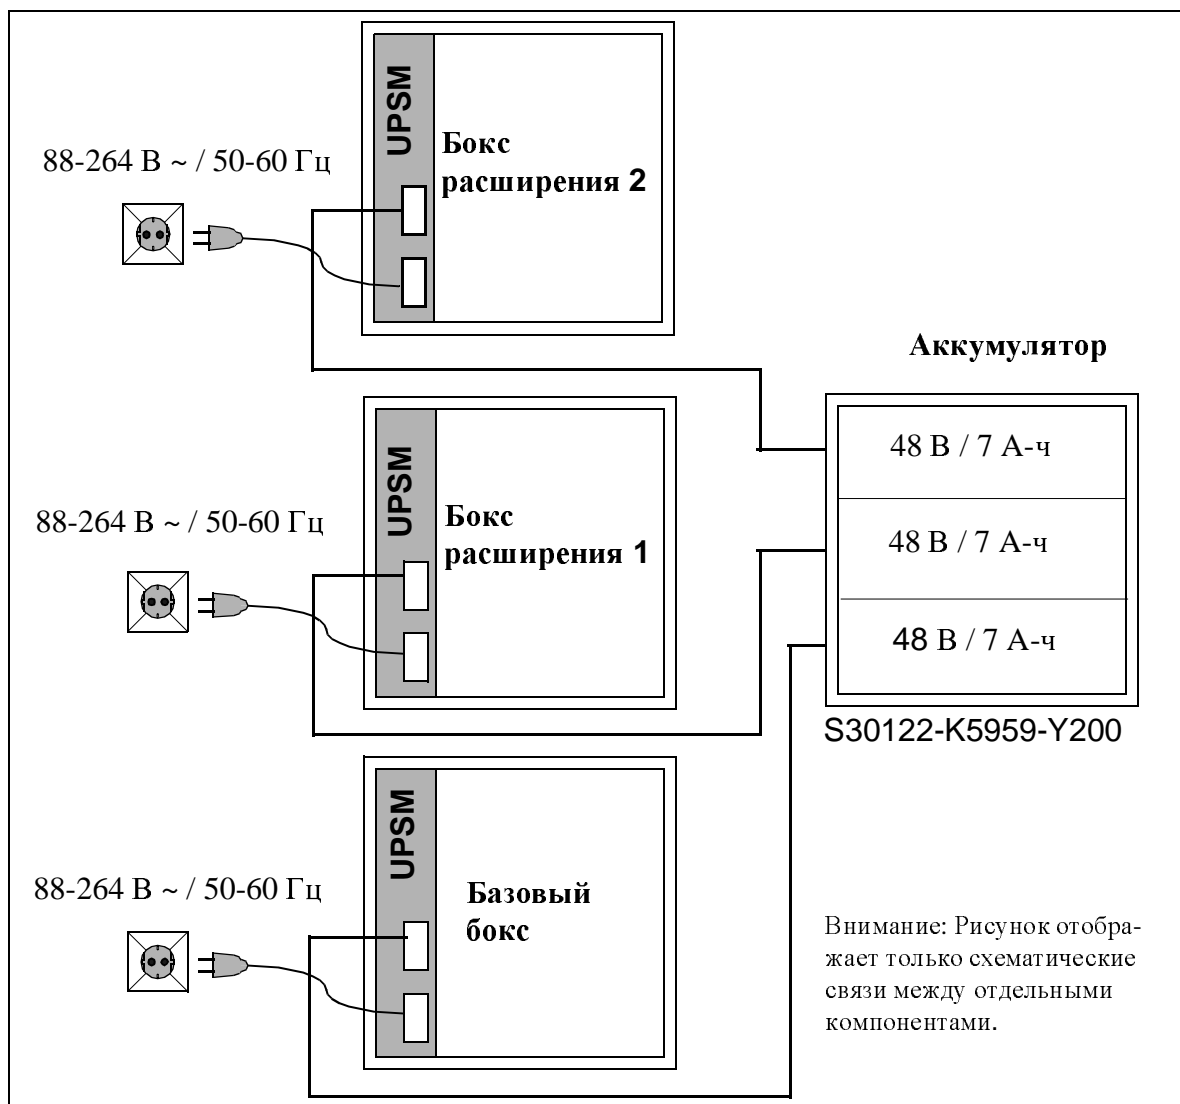 UPSM
Бокс
расширения 2
88-264 В ~ / 50-60 Гц
Аккумулятор
48 В / 7 А-ч
48 В / 7 А-ч
48 В / 7 А-ч
S30122-K5959-Y200
UPSM
Бокс
расширения 1
88-264 В ~ / 50-60 Гц
UPSM
Базовый
бокс
88-264 В ~ / 50-60 Гц
Внимание: Рисунок отобра-
жает только схематические
связи между отдельными
компонентами.